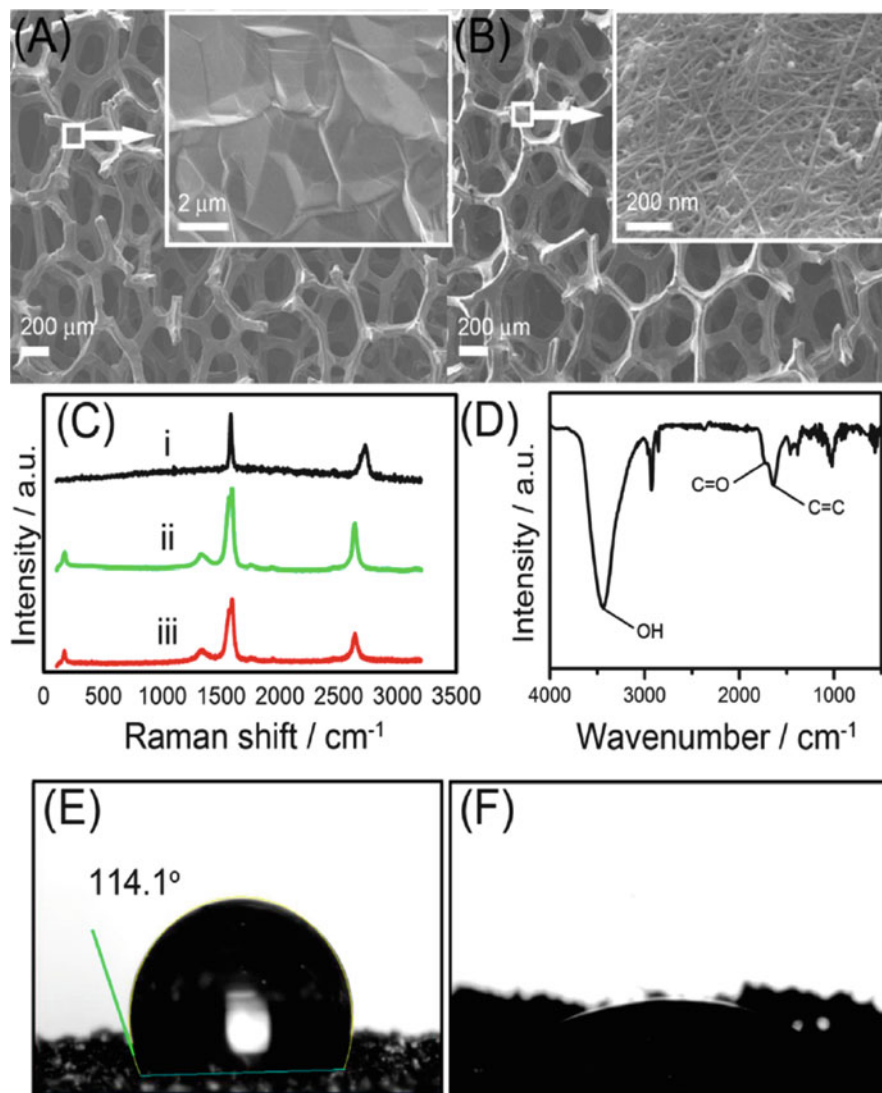 (A)
2 μm
200 μm
(B)
200 nm
200 μm
(C)
i
ii
iii
Intensity / a.u.
0 500 1000 1500 2000 2500 3000 3500
Raman shift / cm⁻¹
(D)
C=O
C=C
OH
Intensity / a.u.
4000 3000 2000 1000
Wavenumber / cm⁻¹
(E)
114.1º
(F)